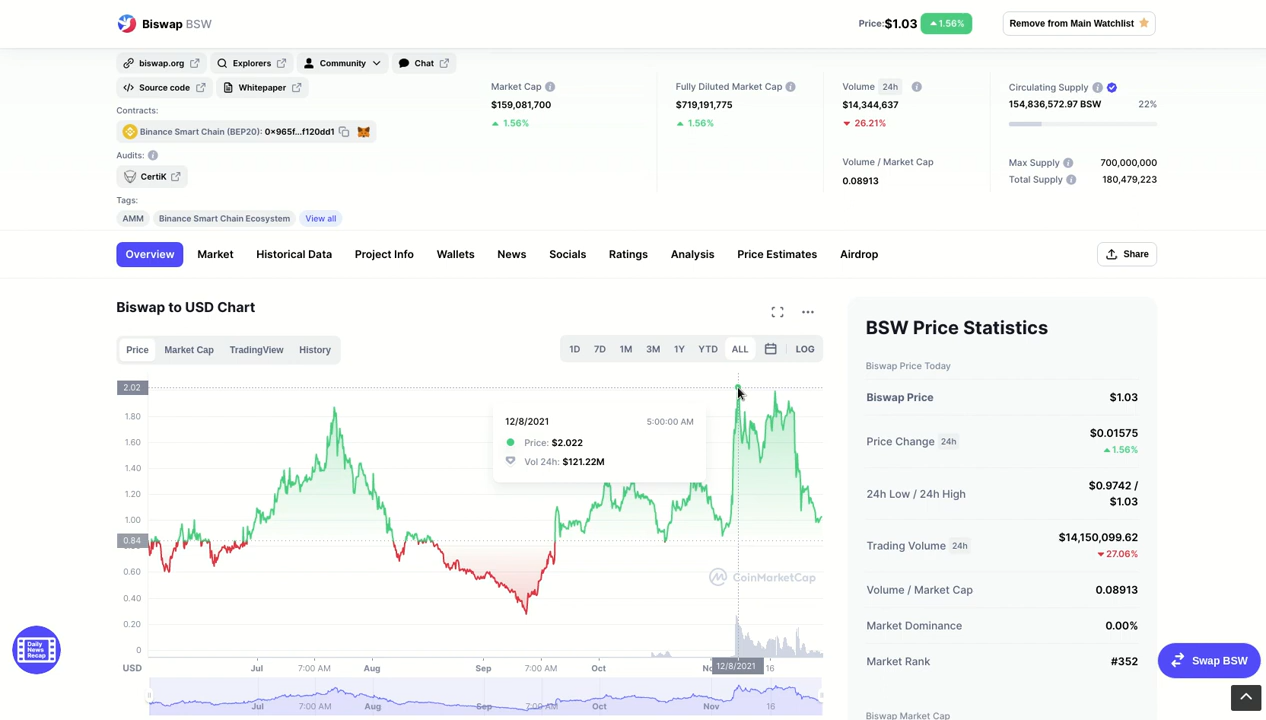 Biswap BSW
Price:$1.03 1.56%
Remove from Main Watchlist
biswap.org
Explorers
Community
Chat
Source code
Whitepaper
Contracts:
Binance Smart Chain (BEP20): 0x965f...f120dd1
Audits:
CertiK
Tags:
AMM
Binance Smart Chain Ecosystem
View all
Market Cap
$159,081,700
1.56%
Fully Diluted Market Cap
$719,191,775
1.56%
Volume 24h
$14,344,637
26.21%
Volume / Market Cap
0.08913
Circulating Supply
154,836,572.97 BSW 22%
Max Supply 700,000,000
Total Supply 180,479,223
Overview
Market
Historical Data
Project Info
Wallets
News
Socials
Ratings
Analysis
Price Estimates
Airdrop
Share
Biswap to USD Chart
Price
Market Cap
TradingView
History
1D
7D
1M
3M
1Y
YTD
ALL
LOG
2.02
1.80
1.60
1.40
1.20
1.00
0.84
0.60
0.40
0.20
0
USD
12/8/2021 5:00:00 AM
Price: $2.022
Vol 24h: $121.22M
CoinMarketCap
Jul
7:00 AM
Aug
Sep
7:00 AM
Oct
12/8/2021
16
Jul
7:00 AM
Aug
Sep
7:00 AM
Oct
Nov
16
BSW Price Statistics
Biswap Price Today
Biswap Price $1.03
Price Change 24h $0.01575
1.56%
24h Low / 24h High $0.9742 /
$1.03
Trading Volume 24h $14,150,099.62
27.06%
Volume / Market Cap 0.08913
Market Dominance 0.00%
Market Rank #352
Biswap Market Cap
Daily
News
Recap
Swap BSW